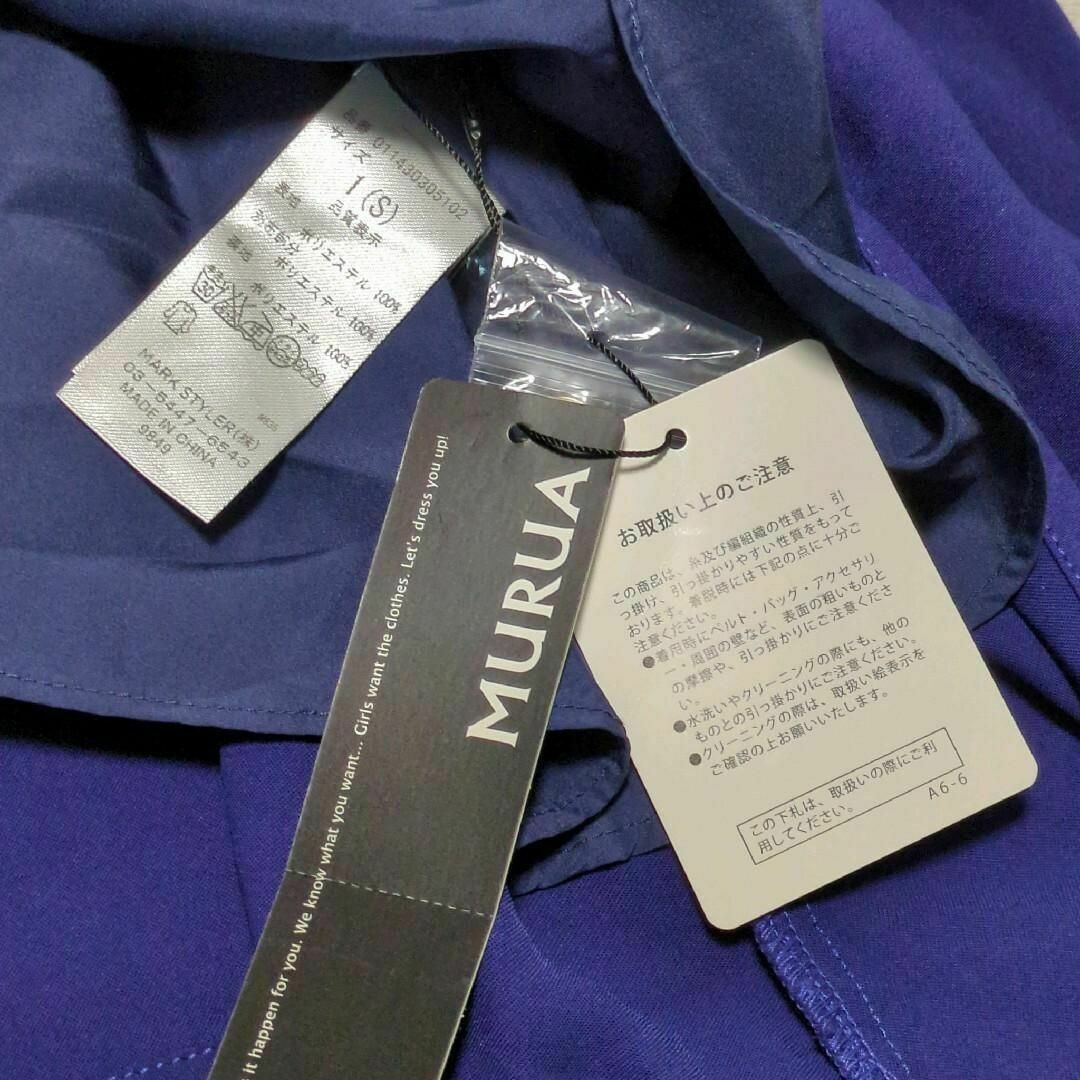 品番 011430305102
サイズ
1(S)
品質表示
表地 ポリエステル 100%
別布部分 ポリエステル 100%
裏地 ポリエステル 100%
30
MARK STYLER(株)
03-5447-6543
MADE IN CHINA
9849
MURUA
s it happen for you. We know what you want... Girls want the clothes. Let's dress you up!
お取扱い上のご注意
この商品は、糸及び編組織の性質上、引
っ掛け、引っ掛かりやすい性質をもって
おります。着脱時には下記の点に十分ご
注意ください。
●着用時にベルト・バッグ・アクセサリ
ー・周囲の壁など、表面の粗いものと
の摩擦や、引っ掛かりにご注意くださ
い。
●水洗いやクリーニングの際にも、他の
ものとの引っ掛かりにご注意ください。
●クリーニングの際は、取扱い絵表示を
ご確認の上お願いいたします。
この下札は、取扱いの際にご利
用してください。
A6-6